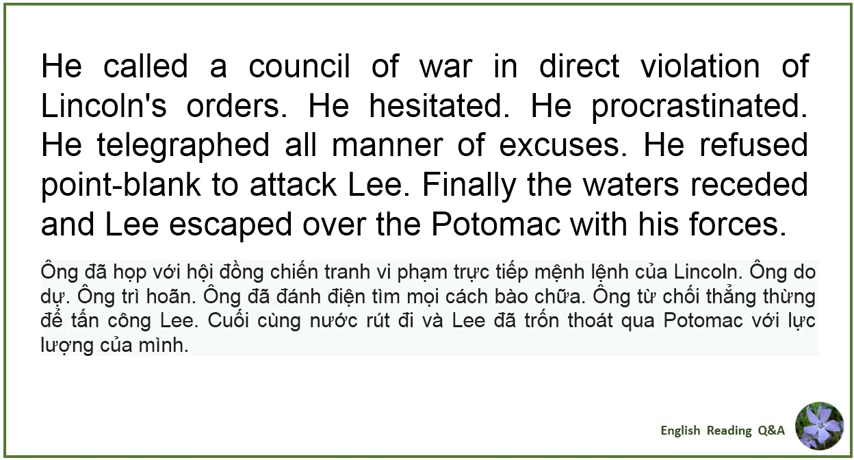 He called a council of war in direct violation of
Lincoln's orders. He hesitated. He procrastinated.
He telegraphed all manner of excuses. He refused
point-blank to attack Lee. Finally the waters receded
and Lee escaped over the Potomac with his forces.
Ông đã họp với hội đồng chiến tranh vi phạm trực tiếp mệnh lệnh của Lincoln. Ông do
dự. Ông trì hoãn. Ông đã đánh điện tìm mọi cách bào chữa. Ông từ chối thẳng thừng
để tấn công Lee. Cuối cùng nước rút đi và Lee đã trốn thoát qua Potomac với lực
lượng của mình.
English Reading Q&A